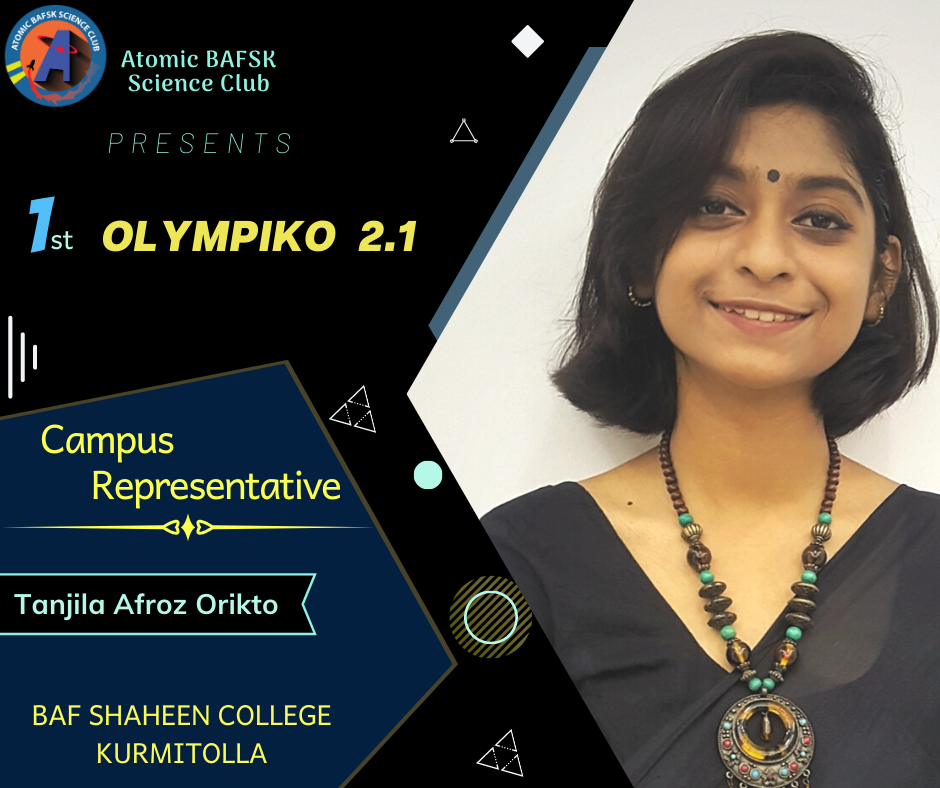 ATOMIC BAFSK SCIENCE CLUB
A
Atomic BAFSK
Science Club
PRESENTS
1st OLYMPIKO 2.1
Campus
Representative
Tanjila Afroz Orikto
BAF SHAHEEN COLLEGE
KURMITOLLA